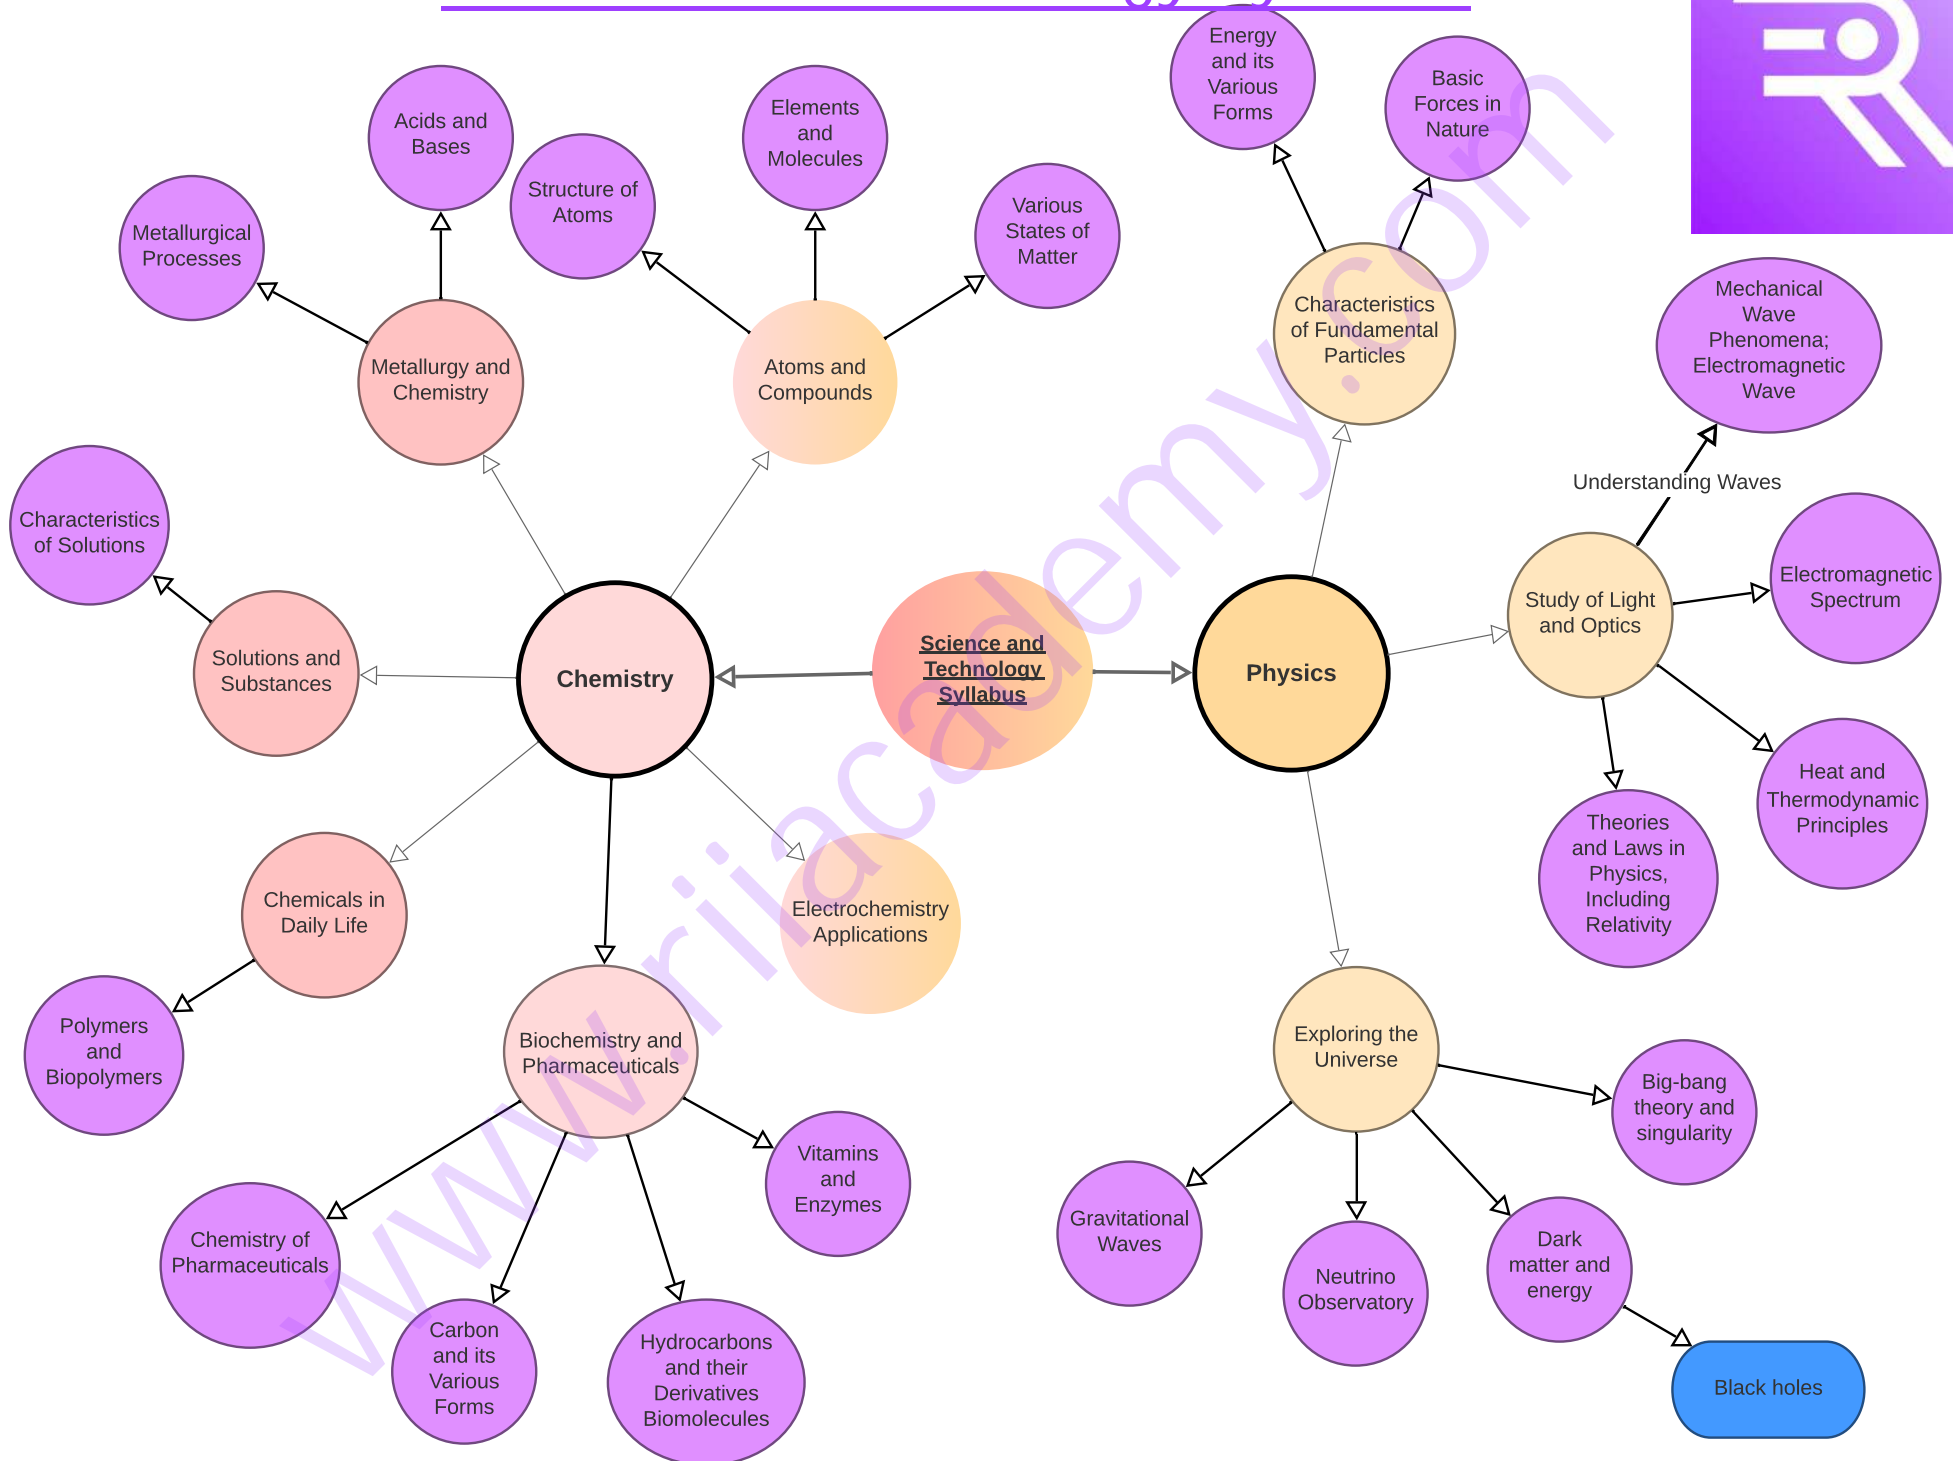 Energy
and its
Various
Forms
Basic
Forces in
Nature
Acids and
Bases
Elements
and
Molecules
Structure of
Atoms
Various
States of
Matter
Metallurgical
Processes
Metallurgy and
Chemistry
Atoms and
Compounds
Characteristics
of Fundamental
Particles
Mechanical
Wave
Phenomena;
Electromagnetic
Wave
Understanding Waves
Characteristics
of Solutions
Electromagnetic
Spectrum
Study of Light
and Optics
Solutions and
Substances
Chemistry
Science and
Technology
Syllabus
Physics
Heat and
Thermodynamic
Principles
Theories
and Laws in
Physics,
Including
Relativity
Chemicals in
Daily Life
Electrochemistry
Applications
Polymers
and
Biopolymers
Biochemistry and
Pharmaceuticals
Exploring the
Universe
Big-bang
theory and
singularity
Vitamins
and
Enzymes
Chemistry of
Pharmaceuticals
Gravitational
Waves
Neutrino
Observatory
Dark
matter and
energy
Carbon
and its
Various
Forms
Hydrocarbons
and their
Derivatives
Biomolecules
Black holes
www.rijacademy.com